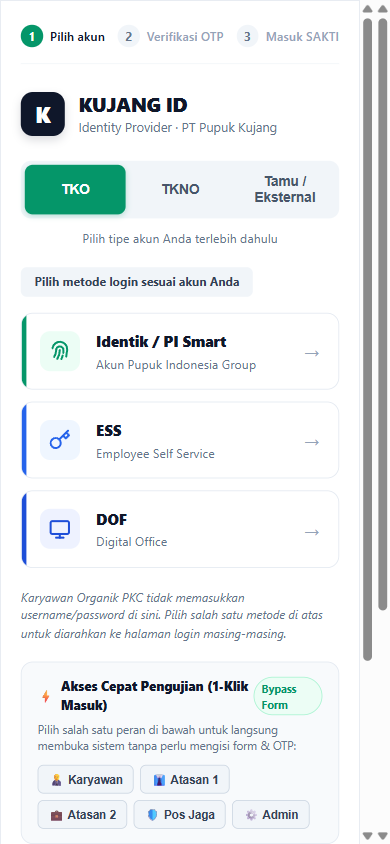 1 Pilih akun 2 Verifikasi OTP 3 Masuk SAKTI
K
KUJANG ID
Identity Provider · PT Pupuk Kujang
TKO TKNO Tamu /
Eksternal
Pilih tipe akun Anda terlebih dahulu
Pilih metode login sesuai akun Anda
Identik / PI Smart
Akun Pupuk Indonesia Group
→
ESS
Employee Self Service
→
DOF
Digital Office
→
Karyawan Organik PKC tidak memasukkan
username/password di sini. Pilih salah satu metode di atas
untuk diarahkan ke halaman login masing-masing.
Akses Cepat Pengujian (1-Klik
Masuk)
Bypass
Form
Pilih salah satu peran di bawah untuk langsung
membuka sistem tanpa perlu mengisi form & OTP:
Karyawan Atasan 1
Atasan 2 Pos Jaga Admin